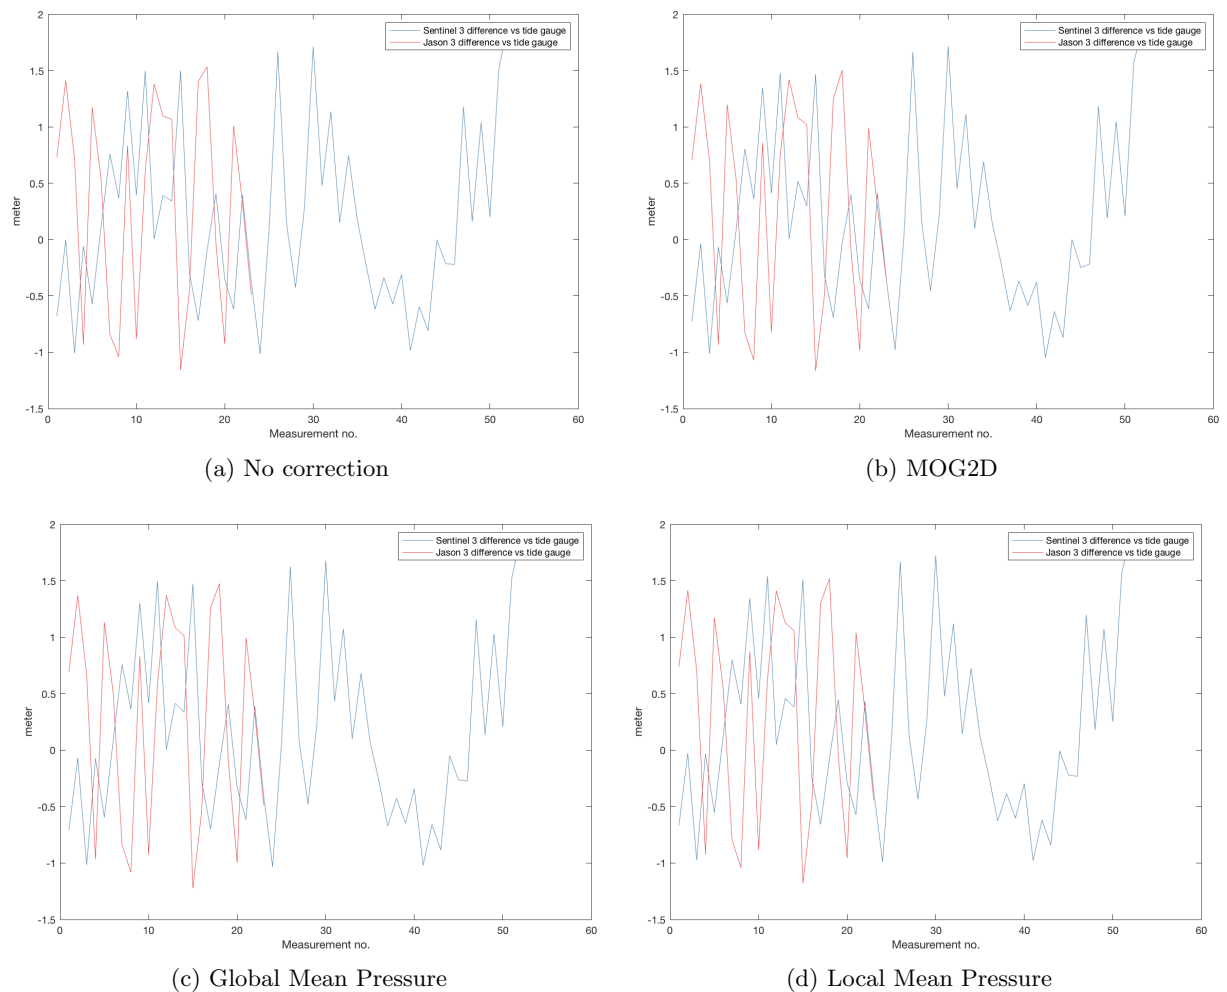 2
1.5
1
0.5
0
-0.5
-1
-1.5
meter
0 10 20 30 40 50 60
Measurement no.
Sentinel 3 difference vs tide gauge
Jason 3 difference vs tide gauge
(a) No correction
2
1.5
1
0.5
0
-0.5
-1
-1.5
meter
0 10 20 30 40 50 60
Measurement no.
Sentinel 3 difference vs tide gauge
Jason 3 difference vs tide gauge
(b) MOG2D
2
1.5
1
0.5
0
-0.5
-1
-1.5
meter
0 10 20 30 40 50 60
Measurement no.
Sentinel 3 difference vs tide gauge
Jason 3 difference vs tide gauge
(c) Global Mean Pressure
2
1.5
1
0.5
0
-0.5
-1
-1.5
meter
0 10 20 30 40 50 60
Measurement no.
Sentinel 3 difference vs tide gauge
Jason 3 difference vs tide gauge
(d) Local Mean Pressure